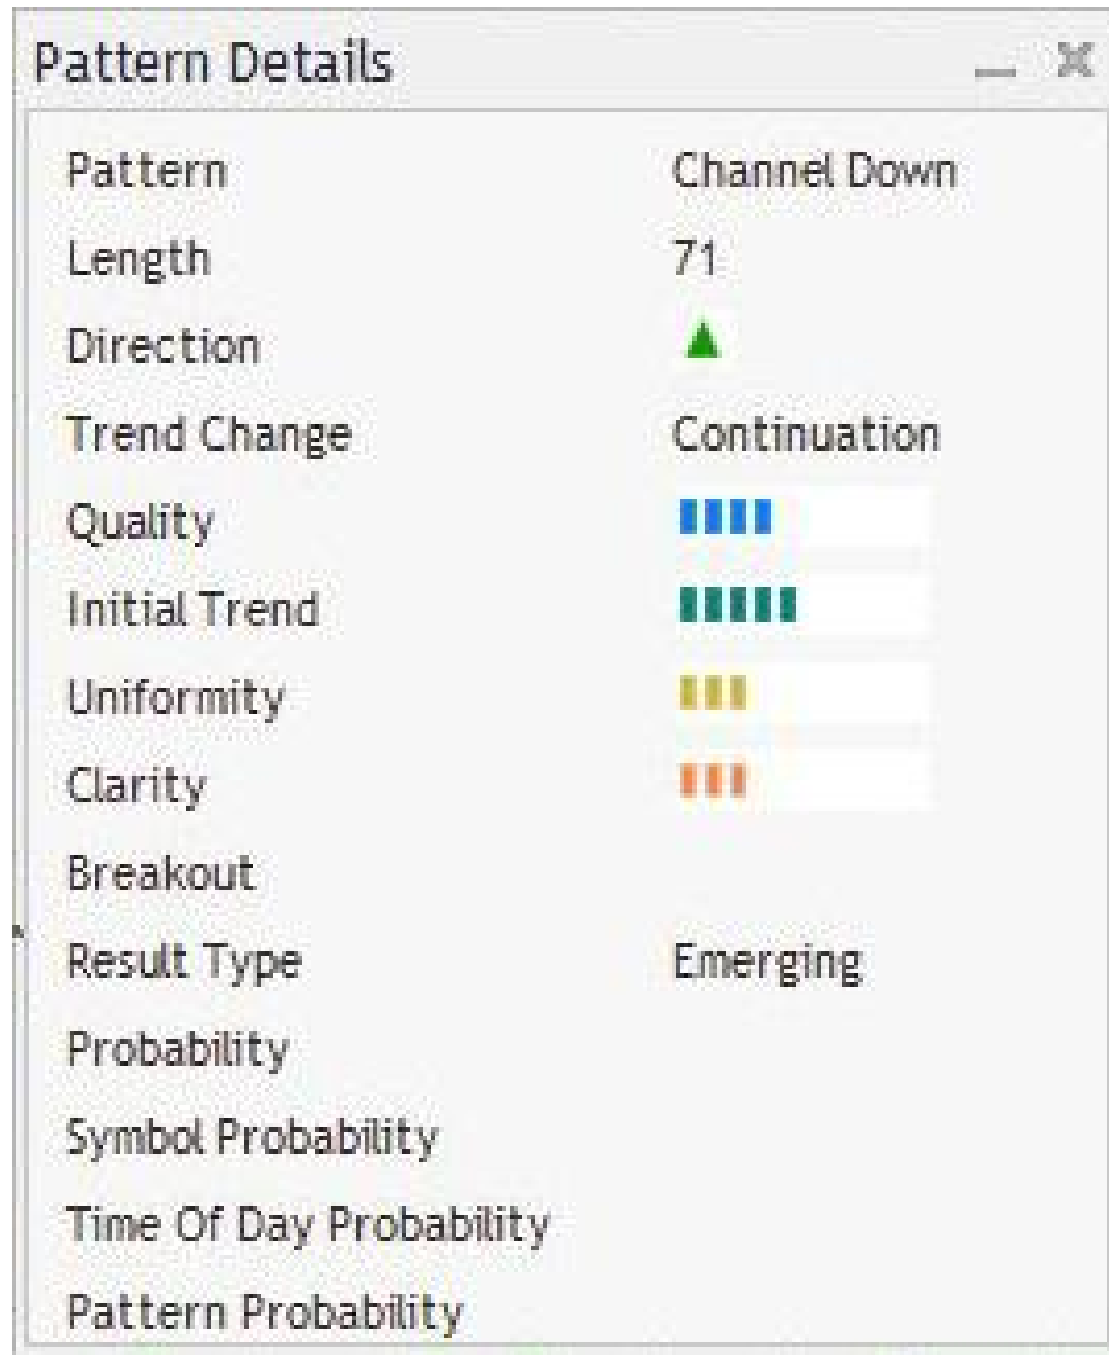 Pattern Details
Pattern Channel Down
Length 71
Direction
Trend Change Continuation
Quality
Initial Trend
Uniformity
Clarity
Breakout
Result Type Emerging
Probability
Symbol Probability
Time Of Day Probability
Pattern Probability